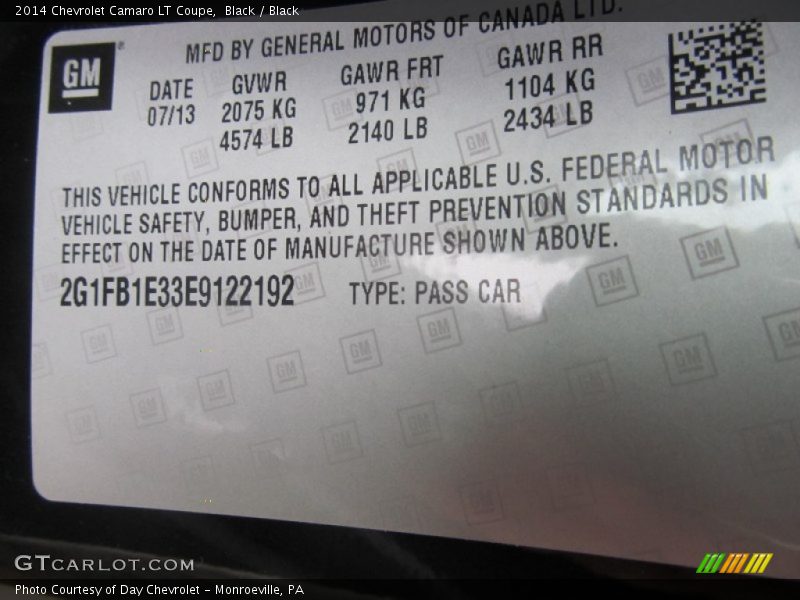 2014 Chevrolet Camaro LT Coupe, Black / Black
GM
MFD BY GENERAL MOTORS OF CANADA LTD.
DATE GVWR GAWR FRT GAWR RR
07/13 2075 KG 971 KG 1104 KG
4574 LB 2140 LB 2434 LB
THIS VEHICLE CONFORMS TO ALL APPLICABLE U.S. FEDERAL MOTOR
VEHICLE SAFETY, BUMPER, AND THEFT PREVENTION STANDARDS IN
EFFECT ON THE DATE OF MANUFACTURE SHOWN ABOVE.
2G1FB1E33E9122192 TYPE: PASS CAR
GTCARLOT.COM
Photo Courtesy of Day Chevrolet - Monroeville, PA